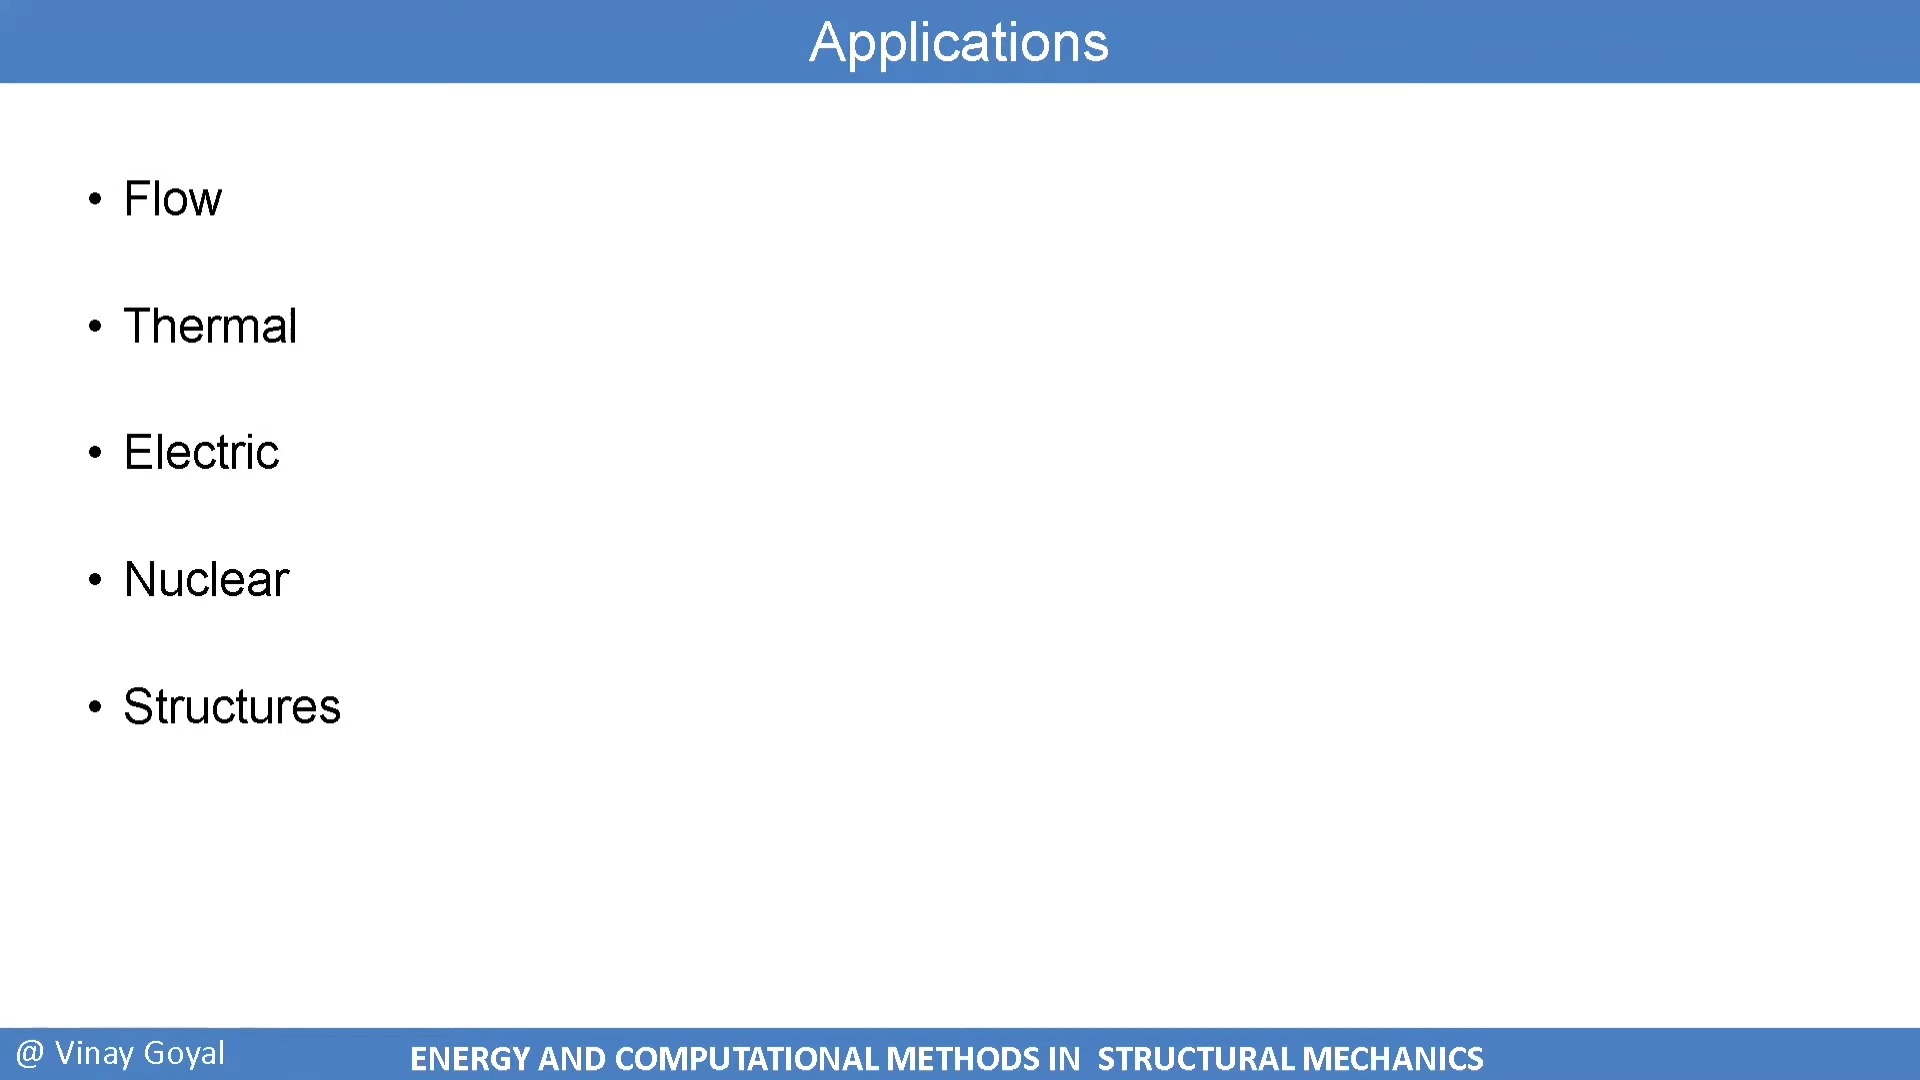 Applications
• Flow
• Thermal
• Electric
• Nuclear
• Structures
@ Vinay Goyal
ENERGY AND COMPUTATIONAL METHODS IN STRUCTURAL MECHANICS